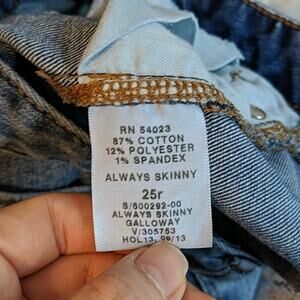 RN 54023
87% COTTON
12% POLYESTER
1% SPANDEX
ALWAYS SKINNY
25r
S/600292-00
ALWAYS SKINNY
GALLOWAY
V/305753
HOL13, 99/13